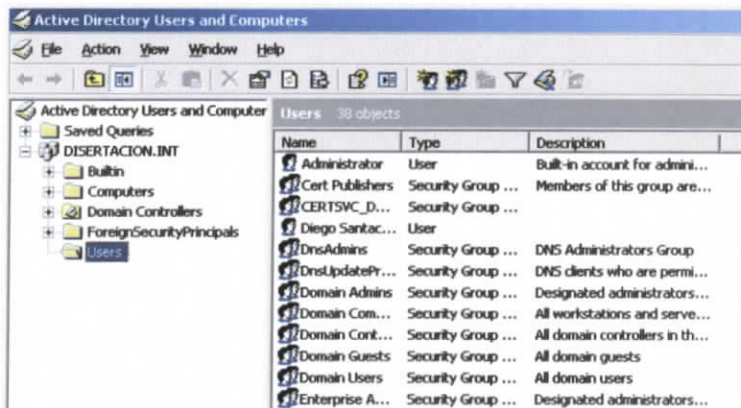 Active Directory Users and Computers
File Action View Window Help
Active Directory Users and Computer
Saved Queries
DISERTACION.INT
Builtin
Computers
Domain Controllers
ForeignSecurityPrincipals
Users
Users 38 objects
Name Type Description
Administrator User Built-in account for admini...
Cert Publishers Security Group ... Members of this group are...
CERTSVC_D... Security Group ...
Diego Santac... User
DnsAdmins Security Group ... DNS Administrators Group
DnsUpdatePr... Security Group ... DNS clients who are permi...
Domain Admins Security Group ... Designated administrators...
Domain Com... Security Group ... All workstations and serve...
Domain Cont... Security Group ... All domain controllers in th...
Domain Guests Security Group ... All domain guests
Domain Users Security Group ... All domain users
Enterprise A... Security Group ... Designated administrators...